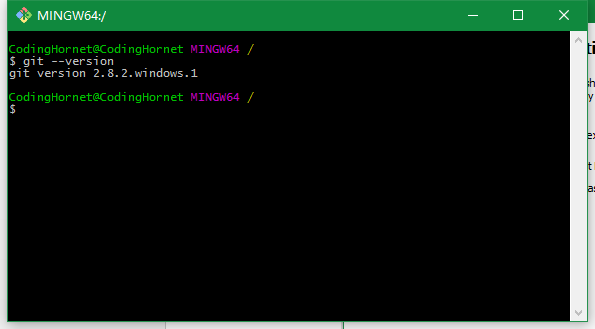 MINGW64:/
CodingHornet@CodingHornet MINGW64 /
$ git --version
git version 2.8.2.windows.1
CodingHornet@CodingHornet MINGW64 /
$